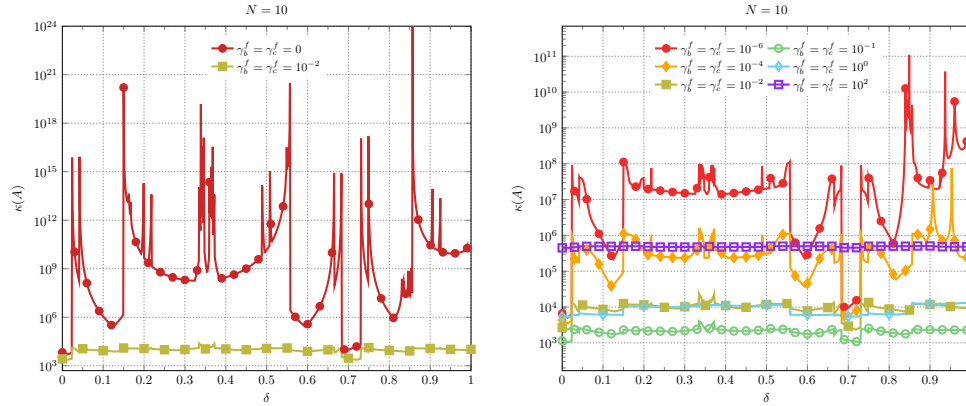 N = 10
κ(A)
10^24
10^21
10^18
10^15
10^12
10^9
10^6
10^3
γ_b^f = γ_c^f = 0
γ_b^f = γ_c^f = 10^-2
0 0.1 0.2 0.3 0.4 0.5 0.6 0.7 0.8 0.9 1
δ
N = 10
κ(A)
10^11
10^10
10^9
10^8
10^7
10^6
10^5
10^4
10^3
γ_b^f = γ_c^f = 10^-6 γ_b^f = γ_c^f = 10^-1
γ_b^f = γ_c^f = 10^-4 γ_b^f = γ_c^f = 10^0
γ_b^f = γ_c^f = 10^-2 γ_b^f = γ_c^f = 10^2
0 0.1 0.2 0.3 0.4 0.5 0.6 0.7 0.8 0.9 1
δ